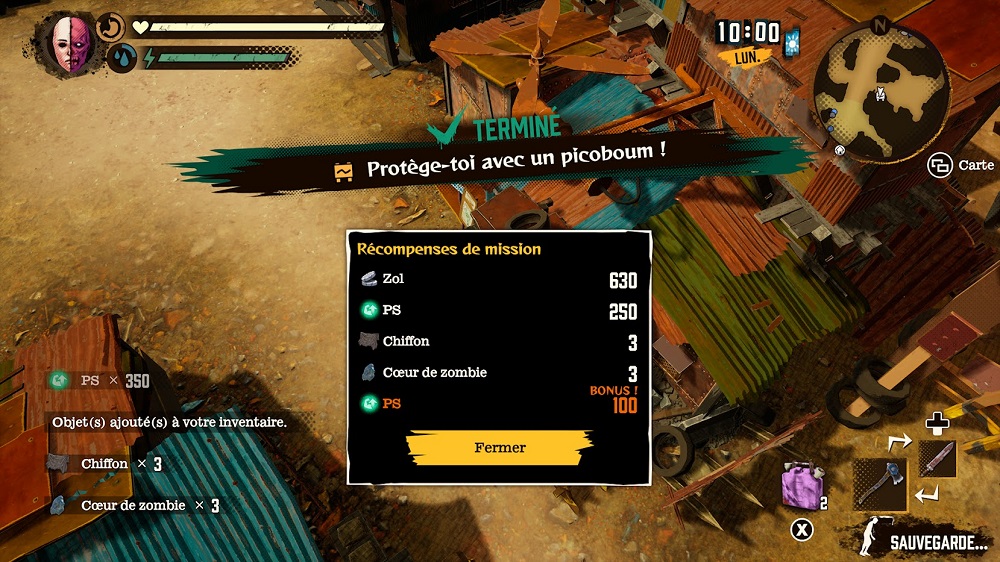 10:00
LUN.
N
Carte
TERMINÉ
Protège-toi avec un picoboum !
Récompenses de mission
Zol 630
PS 250
Chiffon 3
Cœur de zombie 3
BONUS !
PS 100
Fermer
PS × 350
Objet(s) ajouté(s) à votre inventaire.
Chiffon × 3
Cœur de zombie × 3
2
X
SAUVEGARDE...